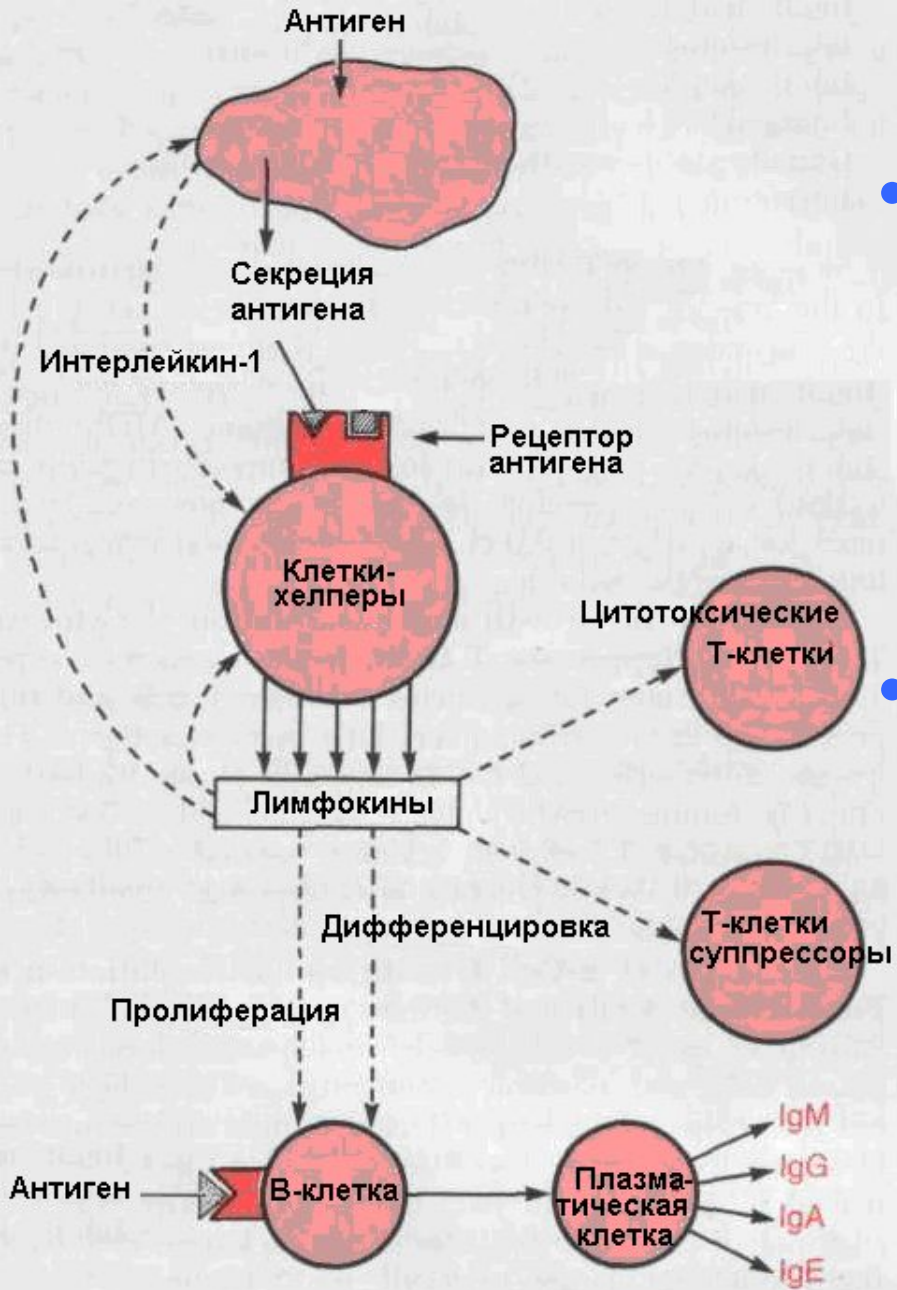 Антиген
Секреция
антигена
Интерлейкин-1
Рецептор
антигена
Клетки-
хелперы
Цитотоксические
Т-клетки
Лимфокины
Дифференцировка
Т-клетки
суппрессоры
Пролиферация
Антиген
В-клетка
Плазма-
тическая
клетка
IgM
IgG
IgA
IgE